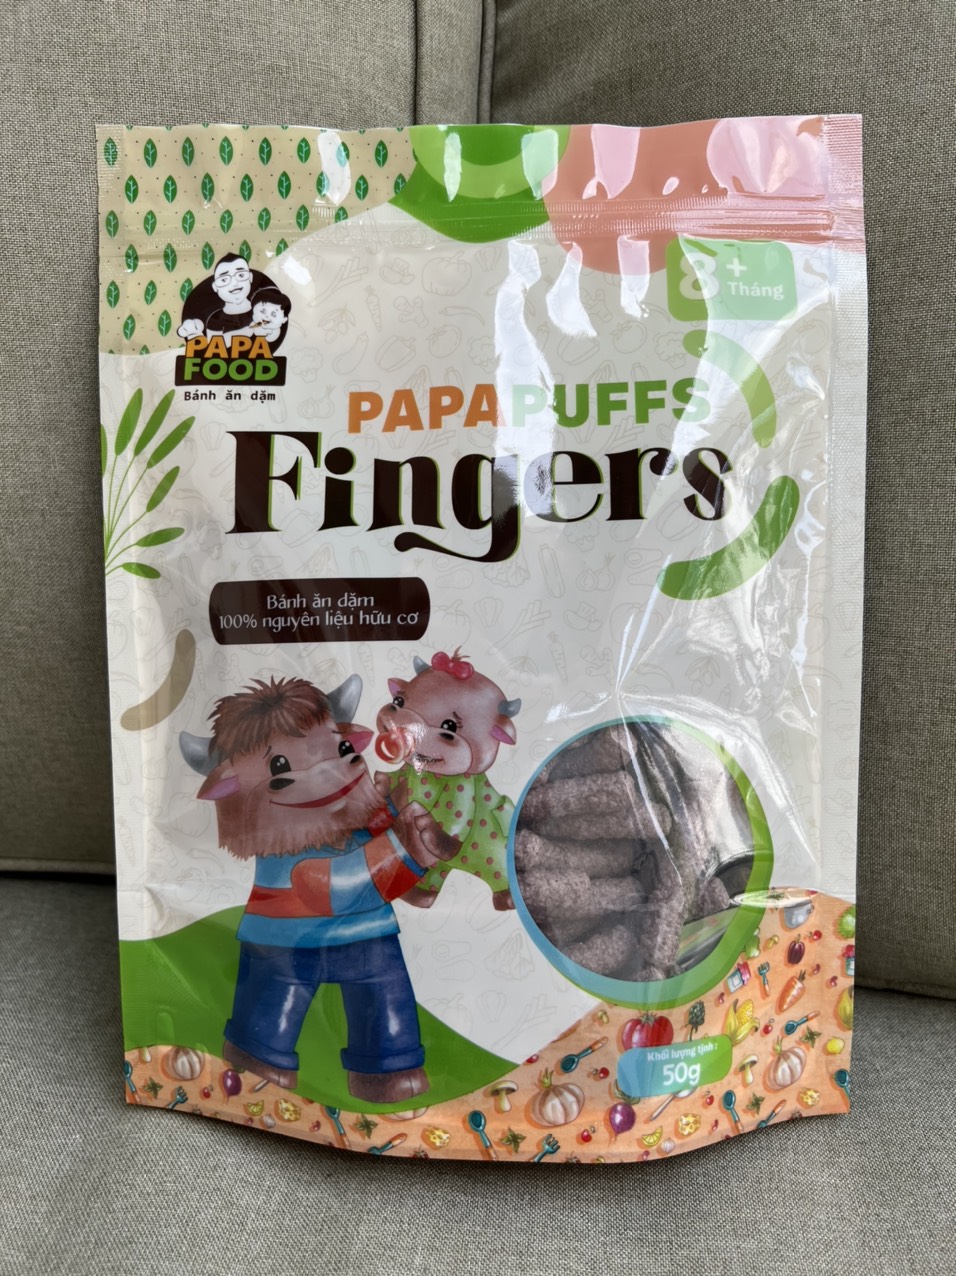 8+
Tháng
PAPA
FOOD
Bánh ăn dặm
PAPAPUFFS
Fingers
Bánh ăn dặm
100% nguyên liệu hữu cơ
Khối lượng tịnh :
50g